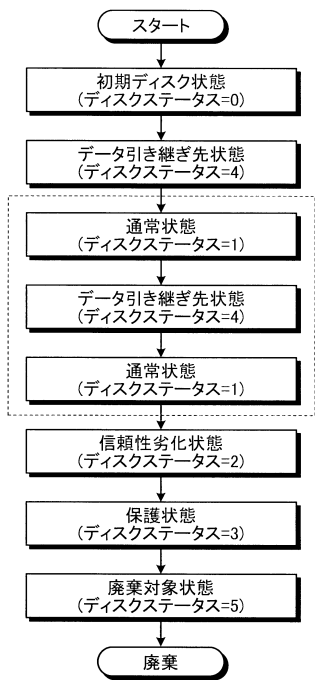 スタート
初期ディスク状態
(ディスクステータス=0)
データ引き継ぎ先状態
(ディスクステータス=4)
通常状態
(ディスクステータス=1)
データ引き継ぎ先状態
(ディスクステータス=4)
通常状態
(ディスクステータス=1)
信頼性劣化状態
(ディスクステータス=2)
保護状態
(ディスクステータス=3)
廃棄対象状態
(ディスクステータス=5)
廃棄